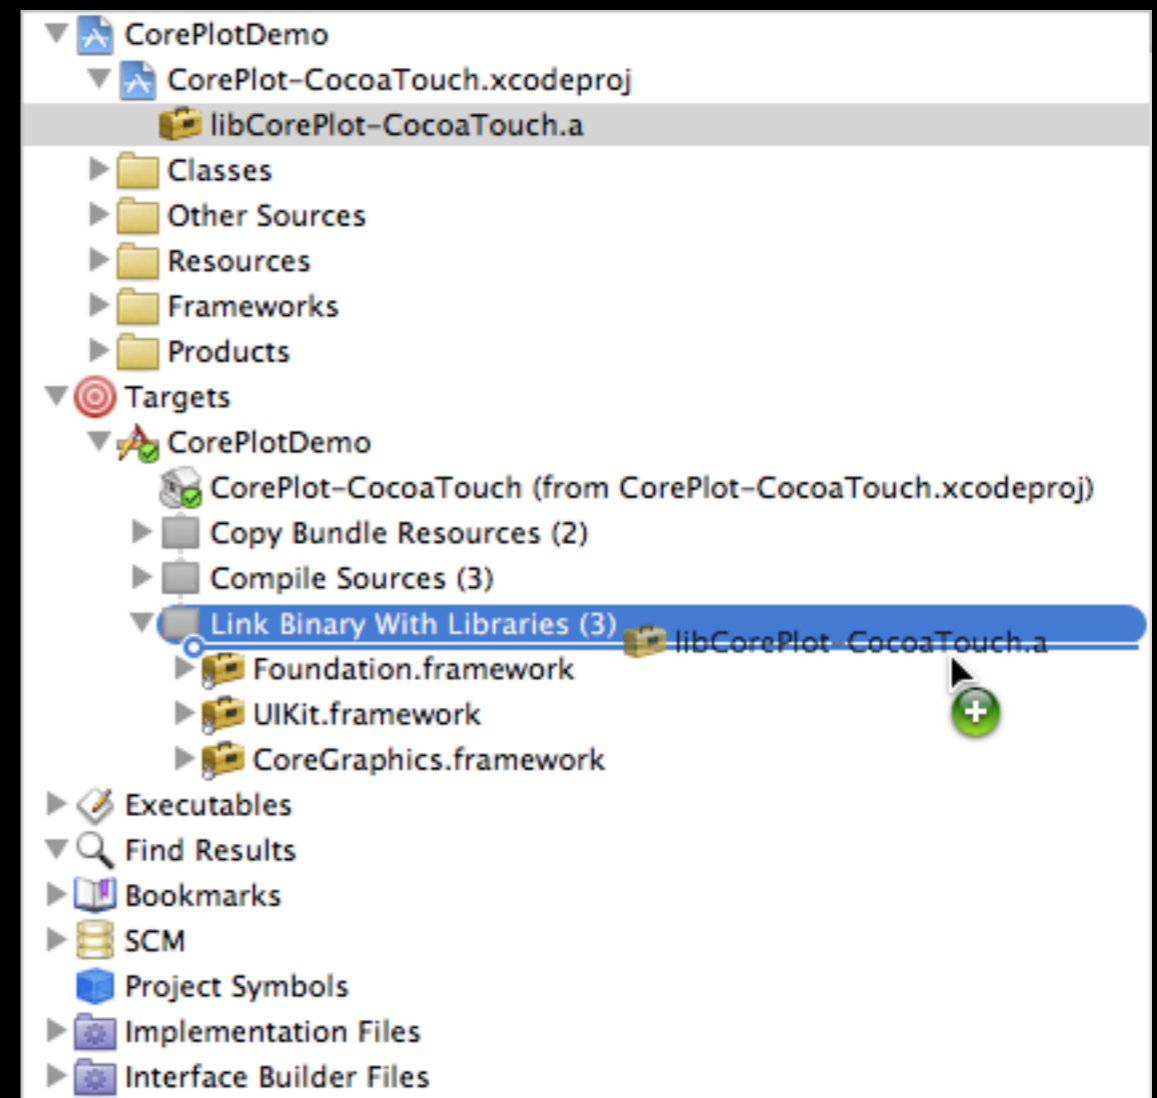 CorePlotDemo
CorePlot-CocoaTouch.xcodeproj
libCorePlot-CocoaTouch.a
Classes
Other Sources
Resources
Frameworks
Products
Targets
CorePlotDemo
CorePlot-CocoaTouch (from CorePlot-CocoaTouch.xcodeproj)
Copy Bundle Resources (2)
Compile Sources (3)
Link Binary With Libraries (3)
libCorePlot-CocoaTouch.a
Foundation.framework
UIKit.framework
CoreGraphics.framework
Executables
Find Results
Bookmarks
SCM
Project Symbols
Implementation Files
Interface Builder Files